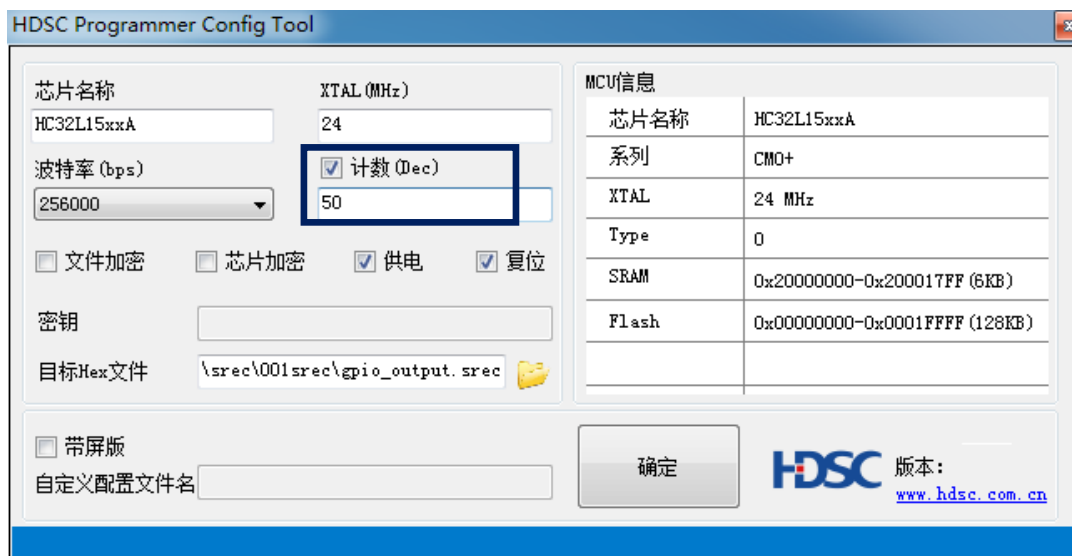 HDSC Programmer Config Tool
芯片名称
XTAL(MHz)
HC32L15xxA
24
波特率(bps)
计数(Dec)
256000
50
文件加密
芯片加密
供电
复位
密钥
目标Hex文件
\srec\001srec\gpio_output.srec
MCU信息
芯片名称 HC32L15xxA
系列 CM0+
XTAL 24 MHz
Type 0
SRAM 0x20000000-0x200017FF(6KB)
Flash 0x00000000-0x0001FFFF(128KB)
带屏版
自定义配置文件名
确定
HDSC
版本:
www.hdsc.com.cn